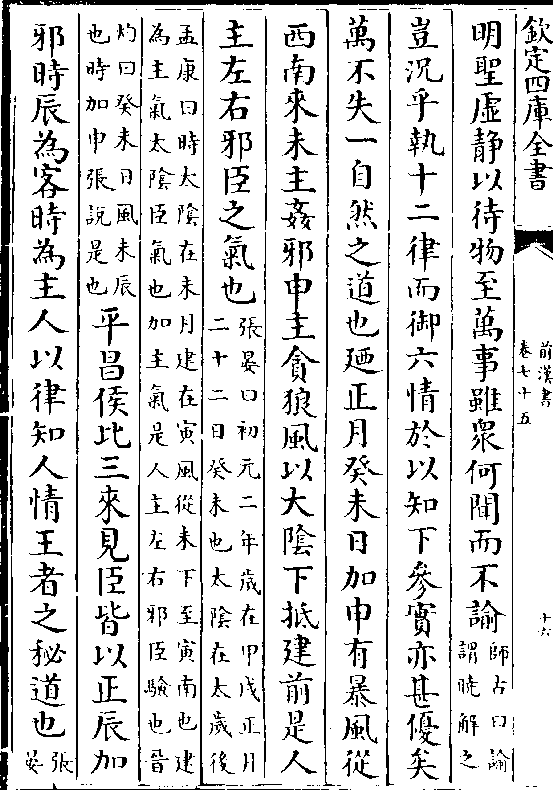 欽定四庫全書
前漢書
卷七十五
十六
明聖虛静以待物至萬事雖衆何聞而不諭
師古曰諭
謂曉解之
豈況乎執十二律而御六情於以知下參實亦甚優矣
萬不失一自然之道也廼正月癸未日加申有暴風從
西南來未主姦邪申主貪狼風以大陰下抵建前是人
主左右邪臣之氣也
張晏曰初元二年歲在甲戌正月
二十二日癸未也太陰在太歲後
孟康曰時太陰在未月建在寅風從未下至寅南也建
為主氣太陰臣氣也加主氣是人主左右邪臣驗也晉
灼曰癸未日風未辰
也時加申張說是也
平昌侯比三來見臣皆以正辰加
邪時辰為客時為主人以律知人情王者之秘道也
張
晏